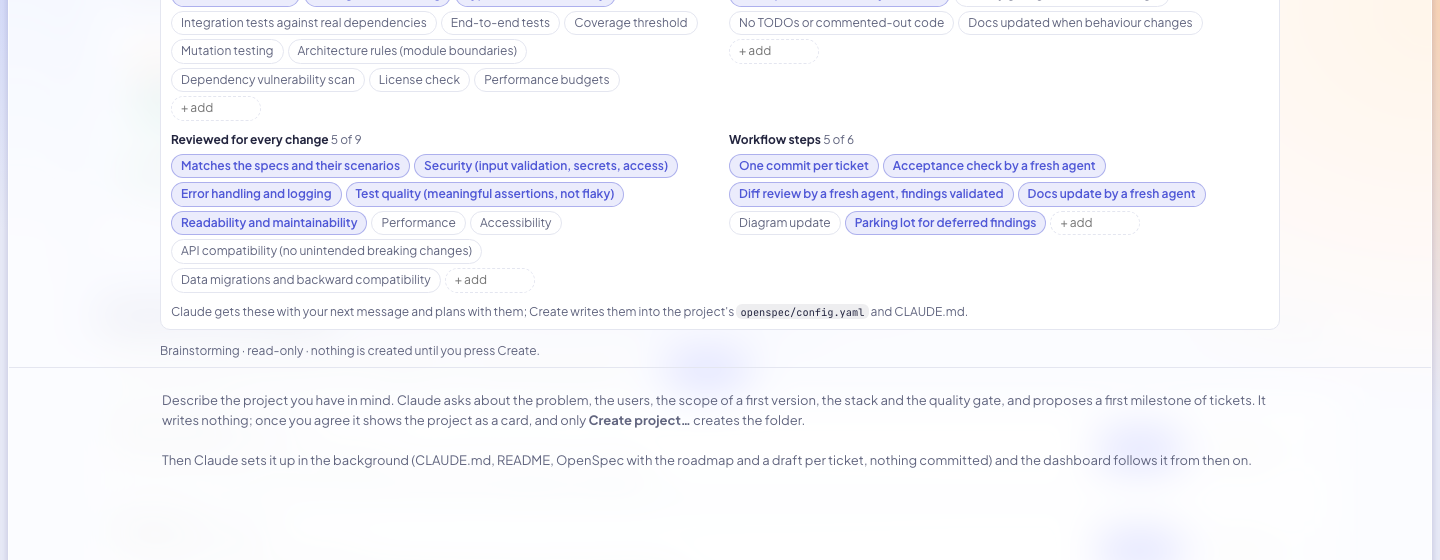 Integration tests against real dependencies End-to-end tests Coverage threshold
Mutation testing Architecture rules (module boundaries)
Dependency vulnerability scan License check Performance budgets
+ add
No TODOs or commented-out code Docs updated when behaviour changes
+ add
Reviewed for every change 5 of 9
Matches the specs and their scenarios Security (input validation, secrets, access)
Error handling and logging Test quality (meaningful assertions, not flaky)
Readability and maintainability Performance Accessibility
API compatibility (no unintended breaking changes)
Data migrations and backward compatibility + add
Workflow steps 5 of 6
One commit per ticket Acceptance check by a fresh agent
Diff review by a fresh agent, findings validated Docs update by a fresh agent
Diagram update Parking lot for deferred findings + add
Claude gets these with your next message and plans with them; Create writes them into the project's openspec/config.yaml and CLAUDE.md.
Brainstorming · read-only · nothing is created until you press Create.
Describe the project you have in mind. Claude asks about the problem, the users, the scope of a first version, the stack and the quality gate, and proposes a first milestone of tickets. It
writes nothing; once you agree it shows the project as a card, and only Create project… creates the folder.
Then Claude sets it up in the background (CLAUDE.md, README, OpenSpec with the roadmap and a draft per ticket, nothing committed) and the dashboard follows it from then on.